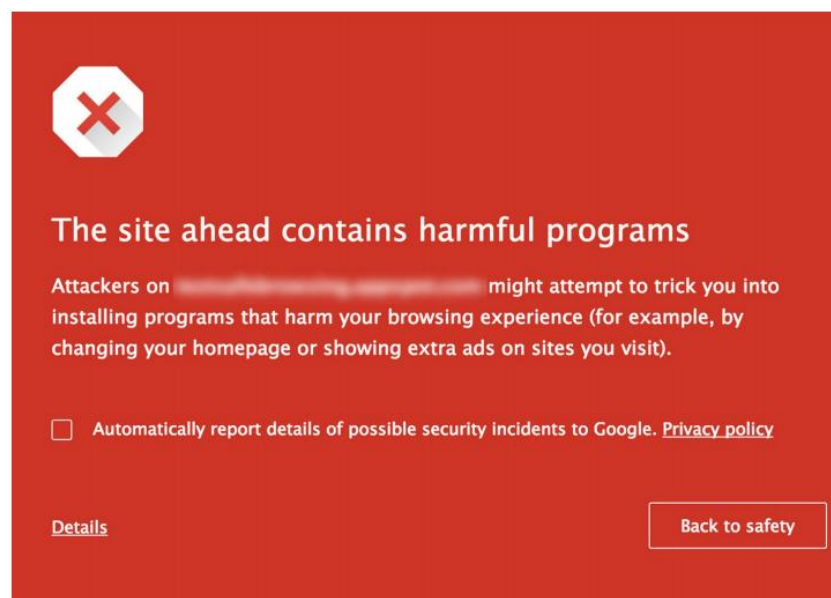 The site ahead contains harmful programs
Attackers on might attempt to trick you into
installing programs that harm your browsing experience (for example, by
changing your homepage or showing extra ads on sites you visit).
Automatically report details of possible security incidents to Google. Privacy policy
Details
Back to safety